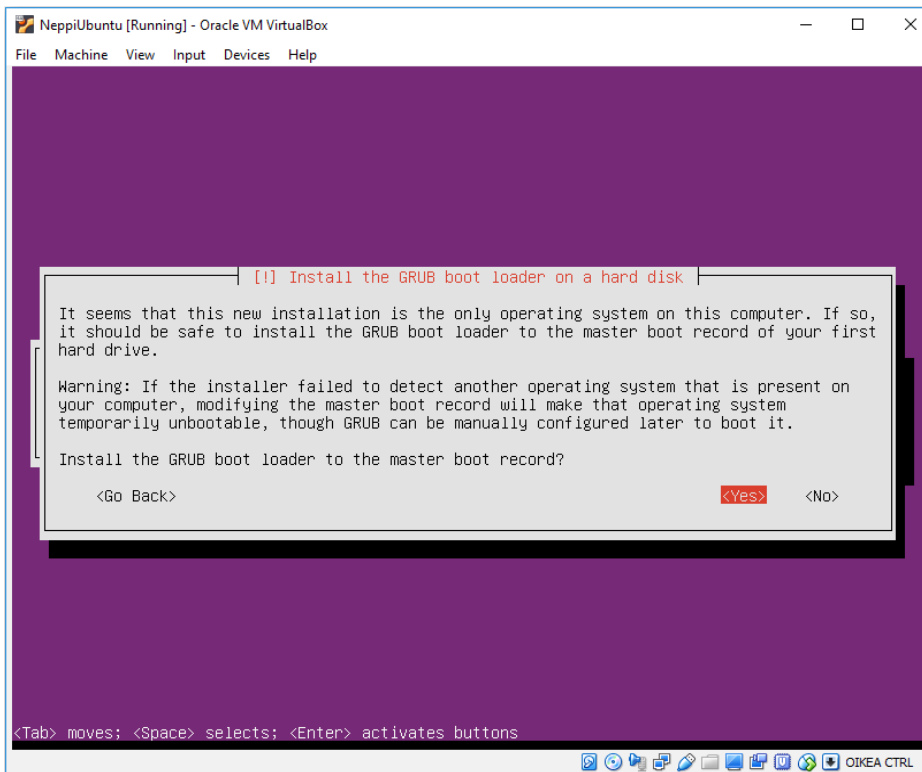 NeppiUbuntu [Running] - Oracle VM VirtualBox
File Machine View Input Devices Help
[!] Install the GRUB boot loader on a hard disk
It seems that this new installation is the only operating system on this computer. If so,
it should be safe to install the GRUB boot loader to the master boot record of your first
hard drive.
Warning: If the installer failed to detect another operating system that is present on
your computer, modifying the master boot record will make that operating system
temporarily unbootable, though GRUB can be manually configured later to boot it.
Install the GRUB boot loader to the master boot record?
<Go Back> <Yes> <No>
<Tab> moves; <Space> selects; <Enter> activates buttons
OIKEA CTRL